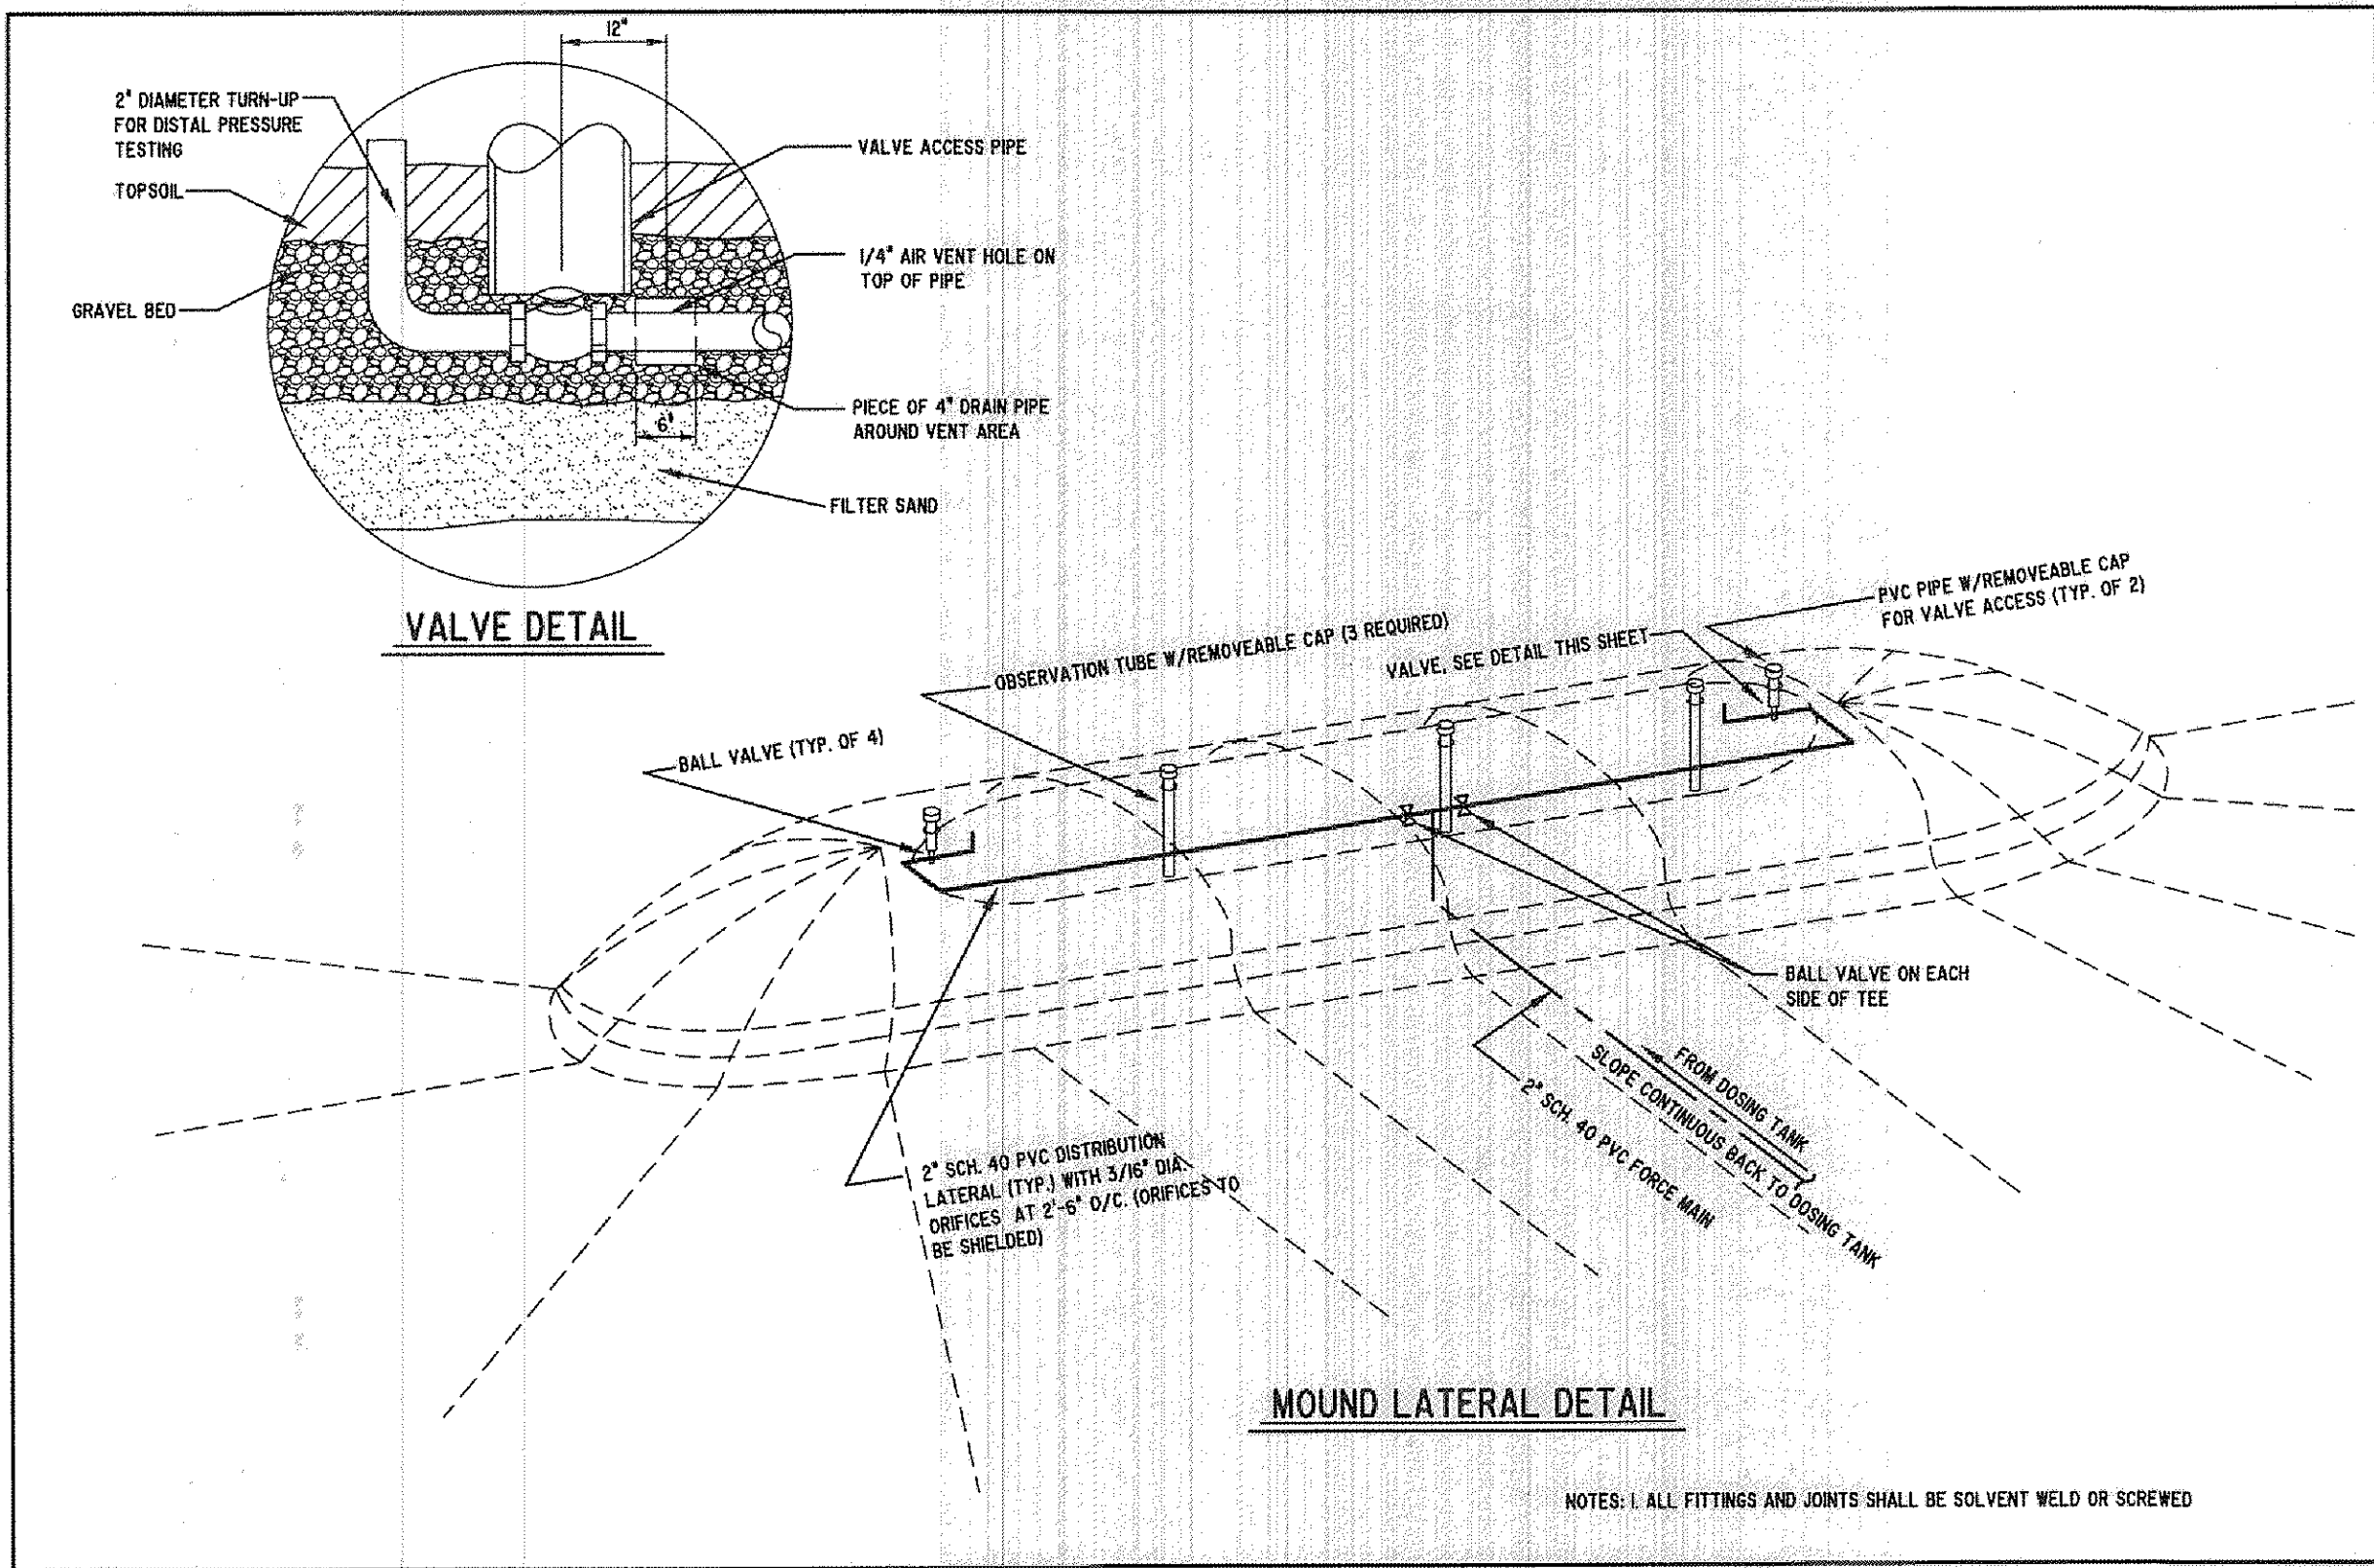 12"
2" DIAMETER TURN-UP
FOR DISTAL PRESSURE
TESTING
TOPSOIL
GRAVEL BED
VALVE ACCESS PIPE
1/4" AIR VENT HOLE ON
TOP OF PIPE
PIECE OF 4" DRAIN PIPE
AROUND VENT AREA
6"
FILTER SAND
VALVE DETAIL
PVC PIPE W/REMOVEABLE CAP
FOR VALVE ACCESS (TYP. OF 2)
OBSERVATION TUBE W/REMOVEABLE CAP (3 REQUIRED)
VALVE, SEE DETAIL THIS SHEET
BALL VALVE (TYP. OF 4)
BALL VALVE ON EACH
SIDE OF TEE
FROM DOSING TANK
SLOPE CONTINUOUS BACK TO DOSING TANK
2" SCH. 40 PVC FORCE MAIN
2" SCH. 40 PVC DISTRIBUTION
LATERAL (TYP.) WITH 3/16" DIA.
ORIFICES AT 2'-6" O/C. (ORIFICES TO
BE SHIELDED)
MOUND LATERAL DETAIL
NOTES: 1. ALL FITTINGS AND JOINTS SHALL BE SOLVENT WELD OR SCREWED